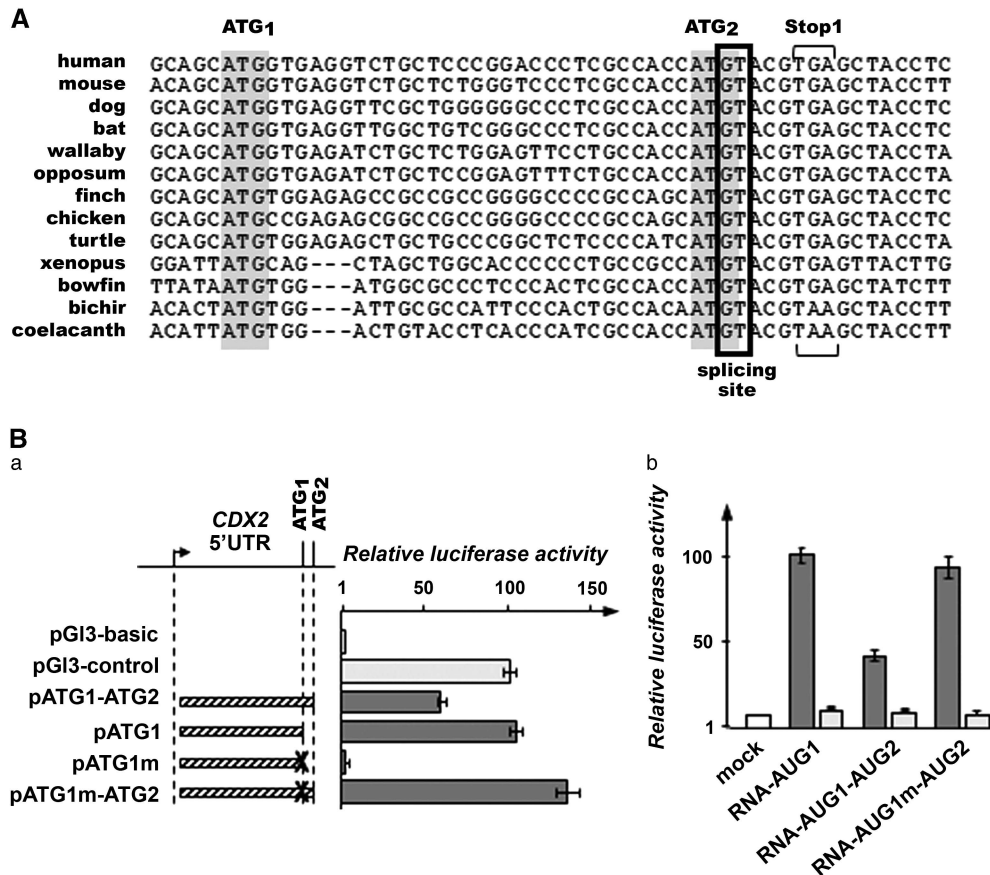 A
ATG1 ATG2 Stop1
human GCAGCATGGTGAGGTCTGCTCCCGGACCCTCGCCACCATGTACGTGAGCTACCTC
mouse ACAGCATGGTGAGGTCTGCTCTGGGTCCCTCGCCACCATGTACGTGAGCTACCTT
dog GCAGCATGGTGAGGTTCGCTGGGGGGCCCTCGCCACCATGTACGTGAGCTACCTC
bat GCAGCATGGTGAGGTTGGCTGTCGGGCCCTCGCCACCATGTACGTGAGCTACCTC
wallaby GCAGCATGGTGAGATCTGCTCTGGAGTTCCTGCCACCATGTACGTGAGCTACCTA
opposum GCAGCATGGTGAGATCTGCTCCGGAGTTTCTGCCACCATGTACGTGAGCTACCTA
finch GCAGCATGTGGAGAGCCGCCGCCGGGGCCCCGCCAGCATGTACGTGAGCTACCTC
chicken GCAGCATGCCGAGAGCGGCCGCCGGGGCCCCGCCAGCATGTACGTGAGCTACCTC
turtle GCAGCATGTGGAGAGCTGCTGCCCGGCTCTCCCCATCATGTACGTGAGCTACCTA
xenopus GGATTATGCAG---CTAGCTGGCACCCCCCTGCCGCCATGTACGTGAGTTACTTG
bowfin TTATAATGTGG---ATGGCGCCCTCCCACTCGCCACCATGTACGTGAGCTATCTT
bichir ACACTATGTGG---ATTGCGCCATTCCCACTGCCACAATGTACGTAAGCTACCTT
coelacanth ACATTATGTGG---ACTGTACCTCACCCATCGCCACCATGTACGTAAGCTACCTT
splicing
site
B
a
CDX2
5'UTR
ATG1
ATG2
Relative luciferase activity
1 50 100 150
pGl3-basic
pGl3-control
pATG1-ATG2
pATG1
pATG1m
pATG1m-ATG2
b
Relative luciferase activity
100
50
1
mock
RNA-AUG1
RNA-AUG1-AUG2
RNA-AUG1m-AUG2